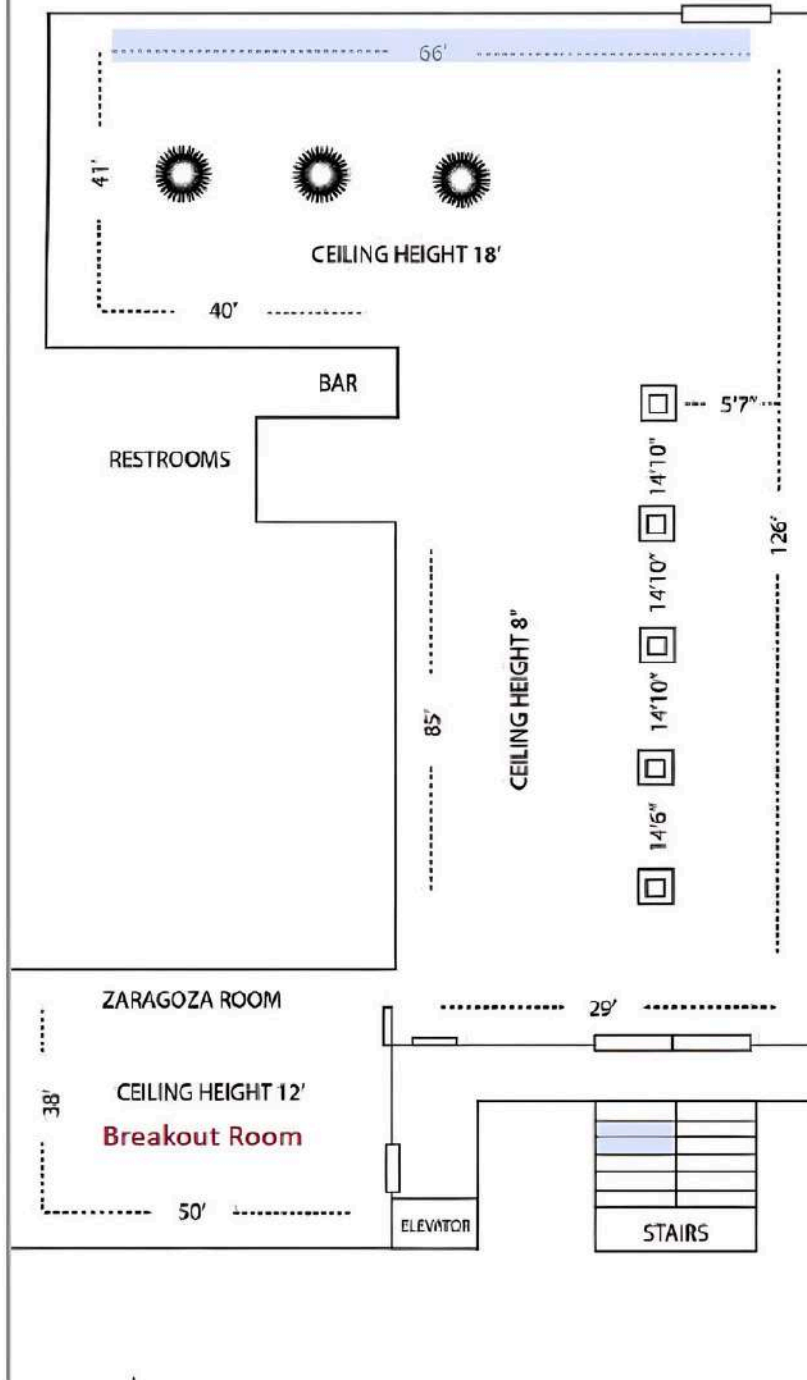 66'
41'
CEILING HEIGHT 18'
40'
BAR
5'7"
RESTROOMS
14'10"
14'10"
126'
CEILING HEIGHT 8"
14'10"
85'
14'6"
ZARAGOZA ROOM
29'
CEILING HEIGHT 12'
38'
Breakout Room
50'
ELEVATOR
STAIRS